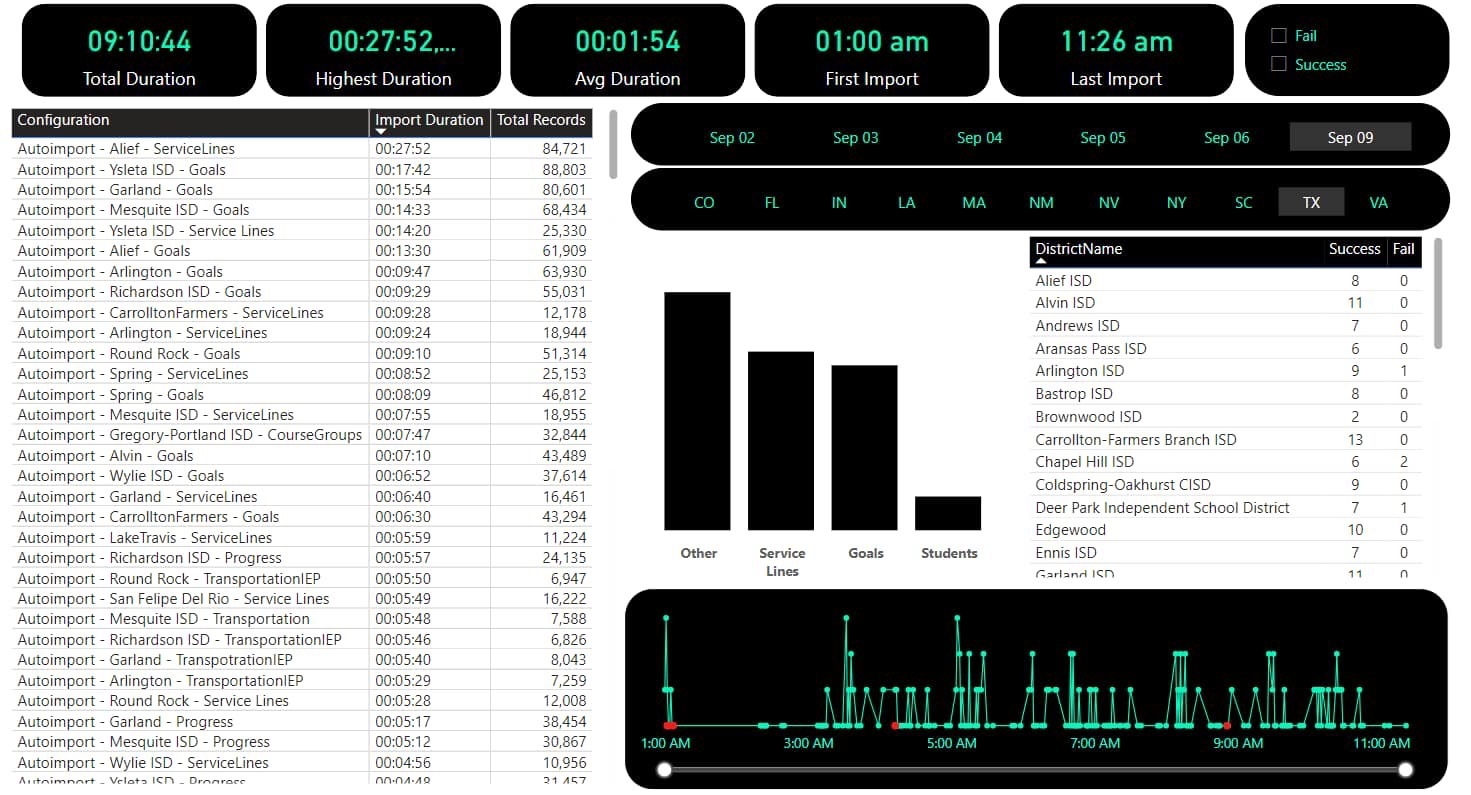 09:10:44
Total Duration
00:27:52,...
Highest Duration
00:01:54
Avg Duration
01:00 am
First Import
11:26 am
Last Import
Fail
Success
Configuration Import Duration Total Records
Autoimport - Alief - ServiceLines 00:27:52 84,721
Autoimport - Ysleta ISD - Goals 00:17:42 88,803
Autoimport - Garland - Goals 00:15:54 80,601
Autoimport - Mesquite ISD - Goals 00:14:33 68,434
Autoimport - Ysleta ISD - Service Lines 00:14:20 25,330
Autoimport - Alief - Goals 00:13:30 61,909
Autoimport - Arlington - Goals 00:09:47 63,930
Autoimport - Richardson ISD - Goals 00:09:29 55,031
Autoimport - CarrolltonFarmers - ServiceLines 00:09:28 12,178
Autoimport - Arlington - ServiceLines 00:09:24 18,944
Autoimport - Round Rock - Goals 00:09:10 51,314
Autoimport - Spring - ServiceLines 00:08:52 25,153
Autoimport - Spring - Goals 00:08:09 46,812
Autoimport - Mesquite ISD - ServiceLines 00:07:55 18,955
Autoimport - Gregory-Portland ISD - CourseGroups 00:07:47 32,844
Autoimport - Alvin - Goals 00:07:10 43,489
Autoimport - Wylie ISD - Goals 00:06:52 37,614
Autoimport - Garland - ServiceLines 00:06:40 16,461
Autoimport - CarrolltonFarmers - Goals 00:06:30 43,294
Autoimport - LakeTravis - ServiceLines 00:05:59 11,224
Autoimport - Richardson ISD - Progress 00:05:57 24,135
Autoimport - Round Rock - TransportationIEP 00:05:50 6,947
Autoimport - San Felipe Del Rio - Service Lines 00:05:49 16,222
Autoimport - Mesquite ISD - Transportation 00:05:48 7,588
Autoimport - Richardson ISD - TransportationIEP 00:05:46 6,826
Autoimport - Garland - TranspotrationIEP 00:05:40 8,043
Autoimport - Arlington - TransportationIEP 00:05:29 7,259
Autoimport - Round Rock - Service Lines 00:05:28 12,008
Autoimport - Garland - Progress 00:05:17 38,454
Autoimport - Mesquite ISD - Progress 00:05:12 30,867
Autoimport - Wylie ISD - ServiceLines 00:04:56 10,956
Autoimport - Ysleta ISD - Progress 00:04:48 31,457
Sep 02 Sep 03 Sep 04 Sep 05 Sep 06 Sep 09
CO FL IN LA MA NM NV NY SC TX VA
Other
Service
Lines
Goals
Students
DistrictName Success Fail
Alief ISD 8 0
Alvin ISD 11 0
Andrews ISD 7 0
Aransas Pass ISD 6 0
Arlington ISD 9 1
Bastrop ISD 8 0
Brownwood ISD 2 0
Carrollton-Farmers Branch ISD 13 0
Chapel Hill ISD 6 2
Coldspring-Oakhurst CISD 9 0
Deer Park Independent School District 7 1
Edgewood 10 0
Ennis ISD 7 0
Garland ISD 11 0
1:00 AM 3:00 AM 5:00 AM 7:00 AM 9:00 AM 11:00 AM